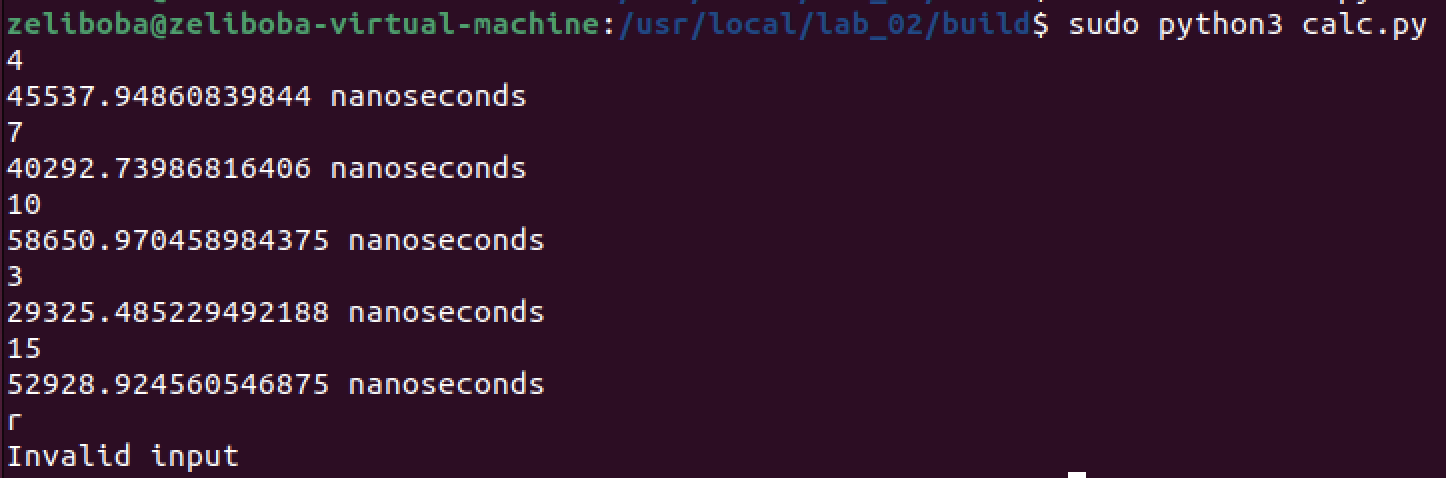 zeliboba@zeliboba-virtual-machine:/usr/local/lab_02/build$ sudo python3 calc.py
4
45537.94860839844 nanoseconds
7
40292.73986816406 nanoseconds
10
58650.970458984375 nanoseconds
3
29325.485229492188 nanoseconds
15
52928.924560546875 nanoseconds
r
Invalid input